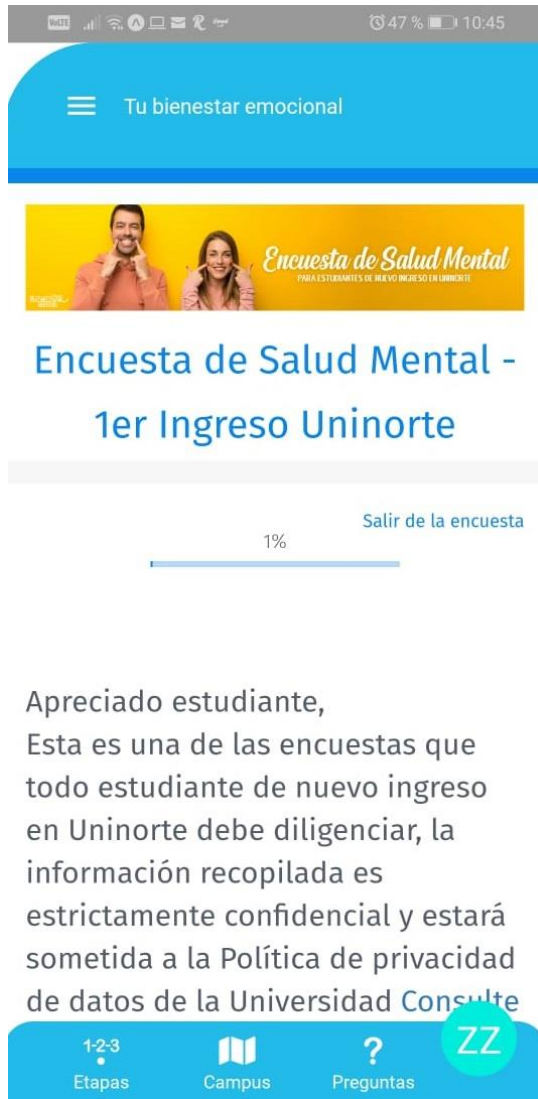 VoLTE 47 % 10:45
Tu bienestar emocional
Encuesta de Salud Mental
PARA ESTUDIANTES DE NUEVO INGRESO EN UNINORTE
Encuesta de Salud Mental -
1er Ingreso Uninorte
Salir de la encuesta
1%
Apreciado estudiante,
Esta es una de las encuestas que
todo estudiante de nuevo ingreso
en Uninorte debe diligenciar, la
información recopilada es
estrictamente confidencial y estará
sometida a la Política de privacidad
de datos de la Universidad Consulte
1-2-3
Etapas
Campus
?
Preguntas
ZZ